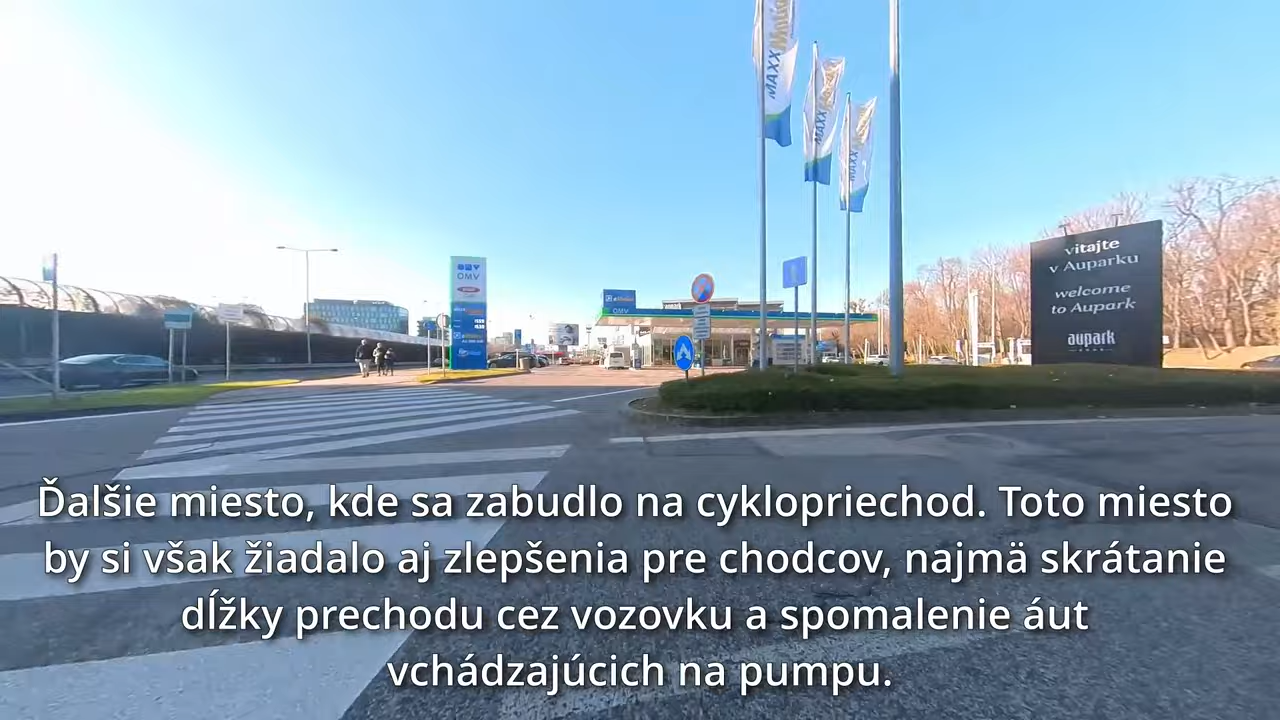 MAXX
MAXX
MAXX
OMV
OMV
vitajte
v Auparku
welcome
to Aupark
aupark
Ďalšie miesto, kde sa zabudlo na cyklopriechod. Toto miesto
by si však žiadalo aj zlepšenia pre chodcov, najmä skrátanie
dĺžky prechodu cez vozovku a spomalenie áut
vchádzajúcich na pumpu.